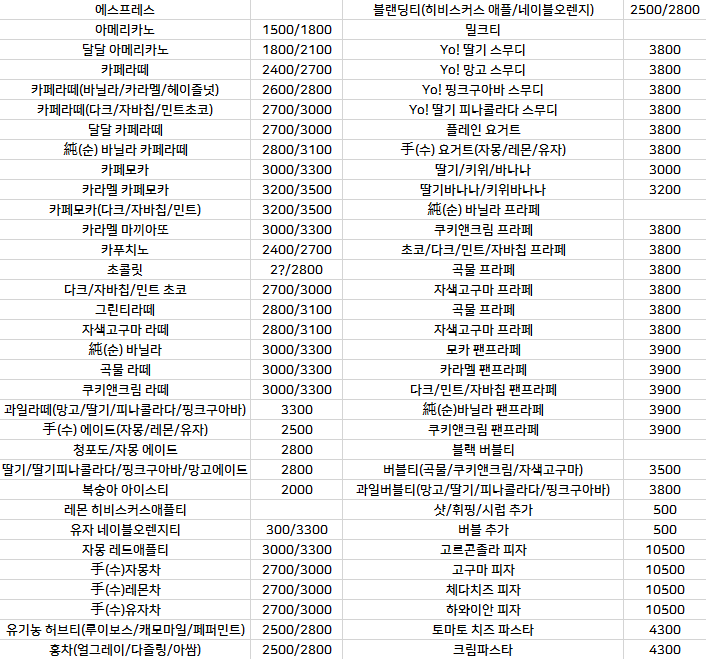 에스프레스
아메리카노 1500/1800
달달 아메리카노 1800/2100
카페라떼 2400/2700
카페라떼(바닐라/카라멜/헤이즐넛) 2600/2800
카페라떼(다크/자바칩/민트초코) 2700/3000
달달 카페라떼 2700/3000
純(순) 바닐라 카페라떼 2800/3100
카페모카 3000/3300
카라멜 카페모카 3200/3500
카페모카(다크/자바칩/민트) 3200/3500
카라멜 마끼아또 3000/3300
카푸치노 2400/2700
초콜릿 2?/2800
다크/자바칩/민트 초코 2700/3000
그린티라떼 2800/3100
자색고구마 라떼 2800/3100
純(순) 바닐라 3000/3300
곡물 라떼 3000/3300
쿠키앤크림 라떼 3000/3300
과일라떼(망고/딸기/피나콜라다/핑크구아바) 3300
手(수) 에이드(자몽/레몬/유자) 2500
청포도/자몽 에이드 2800
딸기/딸기피나콜라다/핑크구아바/망고에이드 2800
복숭아 아이스티 2000
레몬 히비스커스애플티
유자 네이블오렌지티 300/3300
자몽 레드애플티 3000/3300
手(수)자몽차 2700/3000
手(수)레몬차 2700/3000
手(수)유자차 2700/3000
유기농 허브티(루이보스/캐모마일/페퍼민트) 2500/2800
홍차(얼그레이/다즐링/아쌈) 2500/2800
블랜딩티(히비스커스 애플/네이블오렌지) 2500/2800
밀크티
Yo! 딸기 스무디 3800
Yo! 망고 스무디 3800
Yo! 핑크구아바 스무디 3800
Yo! 딸기 피나콜라다 스무디 3800
플레인 요거트 3800
手(수) 요거트(자몽/레몬/유자) 3800
딸기/키위/바나나 3000
딸기바나나/키위바나나 3200
純(순) 바닐라 프라페
쿠키앤크림 프라페 3800
초코/다크/민트/자바칩 프라페 3800
곡물 프라페 3800
자색고구마 프라페 3800
곡물 프라페 3800
자색고구마 프라페 3800
모카 팬프라페 3900
카라멜 팬프라페 3900
다크/민트/자바칩 팬프라페 3900
純(순)바닐라 팬프라페 3900
쿠키앤크림 팬프라페 3900
블랙 버블티
버블티(곡물/쿠키앤크림/자색고구마) 3500
과일버블티(망고/딸기/피나콜라다/핑크구아바) 3800
샷/휘핑/시럽 추가 500
버블 추가 500
고르곤졸라 피자 10500
고구마 피자 10500
체다치즈 피자 10500
하와이안 피자 10500
토마토 치즈 파스타 4300
크림파스타 4300